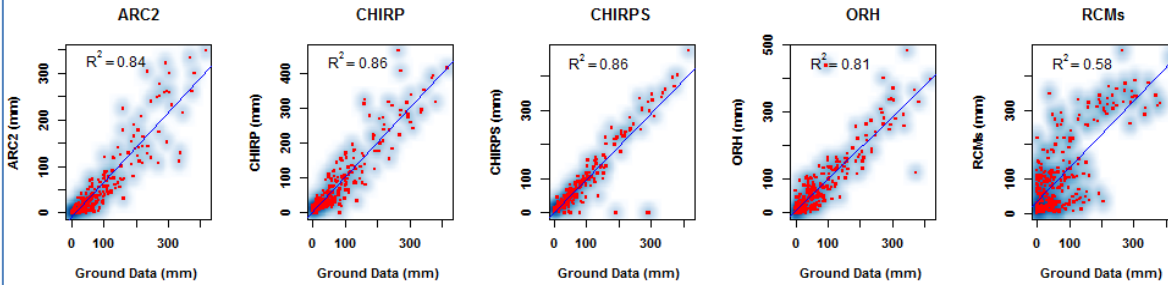 ARC2 CHIRP CHIRPS ORH RCMs
R² = 0.84
ARC2 (mm)
0 50 100 150 200 300
0 100 300
Ground Data (mm)
R² = 0.86
CHIRP (mm)
0 100 200 300 400
0 100 300
Ground Data (mm)
R² = 0.86
CHIRPS (mm)
0 100 300
0 100 300
Ground Data (mm)
R² = 0.81
ORH (mm)
0 100 300 500
0 100 300
Ground Data (mm)
R² = 0.58
RCMs (mm)
0 100 300
0 100 300
Ground Data (mm)